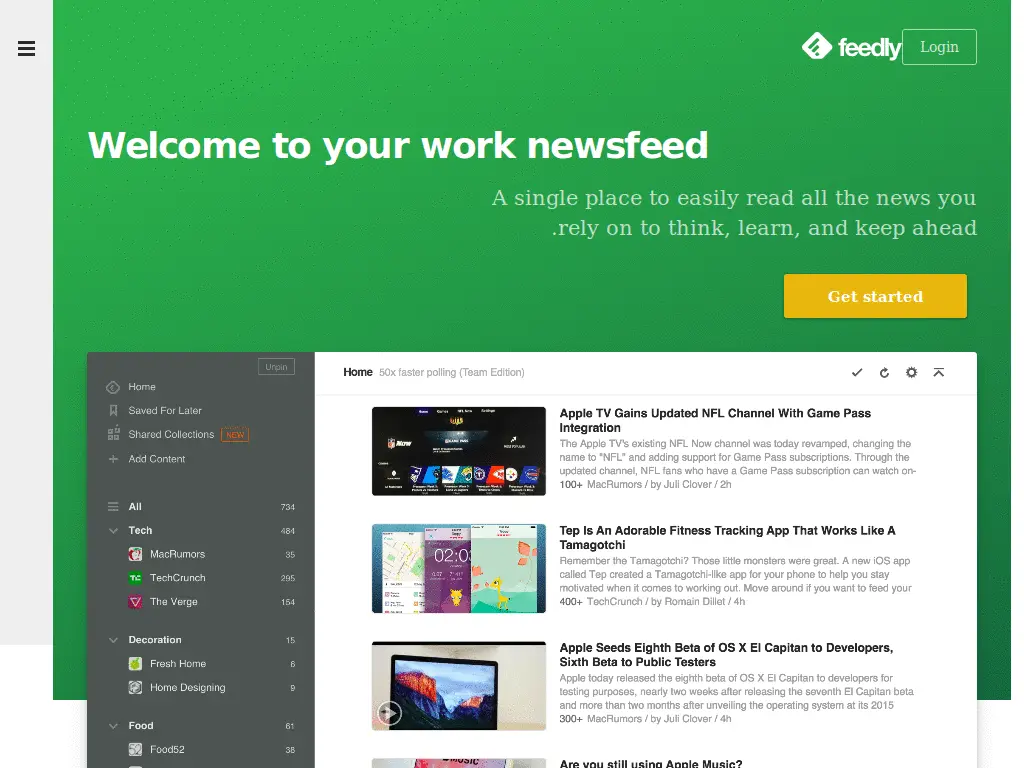 feedly
Login
Welcome to your work newsfeed
A single place to easily read all the news you
.rely on to think, learn, and keep ahead
Get started
Unpin
Home
Saved For Later
Shared Collections NEW
Add Content
All 734
Tech 484
MacRumors 35
TechCrunch 295
The Verge 154
Decoration 15
Fresh Home 6
Home Designing 9
Food 61
Food52 38
Home 50x faster polling (Team Edition)
Apple TV Gains Updated NFL Channel With Game Pass
Integration
The Apple TV's existing NFL Now channel was today revamped, changing the
name to "NFL" and adding support for Game Pass subscriptions. Through the
updated channel, NFL fans who have a Game Pass subscription can watch on-
100+ MacRumors / by Juli Clover / 2h
Tep Is An Adorable Fitness Tracking App That Works Like A
Tamagotchi
Remember the Tamagotchi? Those little monsters were great. A new iOS app
called Tep created a Tamagotchi-like app for your phone to help you stay
motivated when it comes to working out. Move around if you want to feed your
400+ TechCrunch / by Romain Dillet / 4h
Apple Seeds Eighth Beta of OS X El Capitan to Developers,
Sixth Beta to Public Testers
Apple today released the eighth beta of OS X El Capitan to developers for
testing purposes, nearly two weeks after releasing the seventh El Capitan beta
and more than two months after unveiling the operating system at its 2015
300+ MacRumors / by Juli Clover / 4h
Are you still using Apple Music?